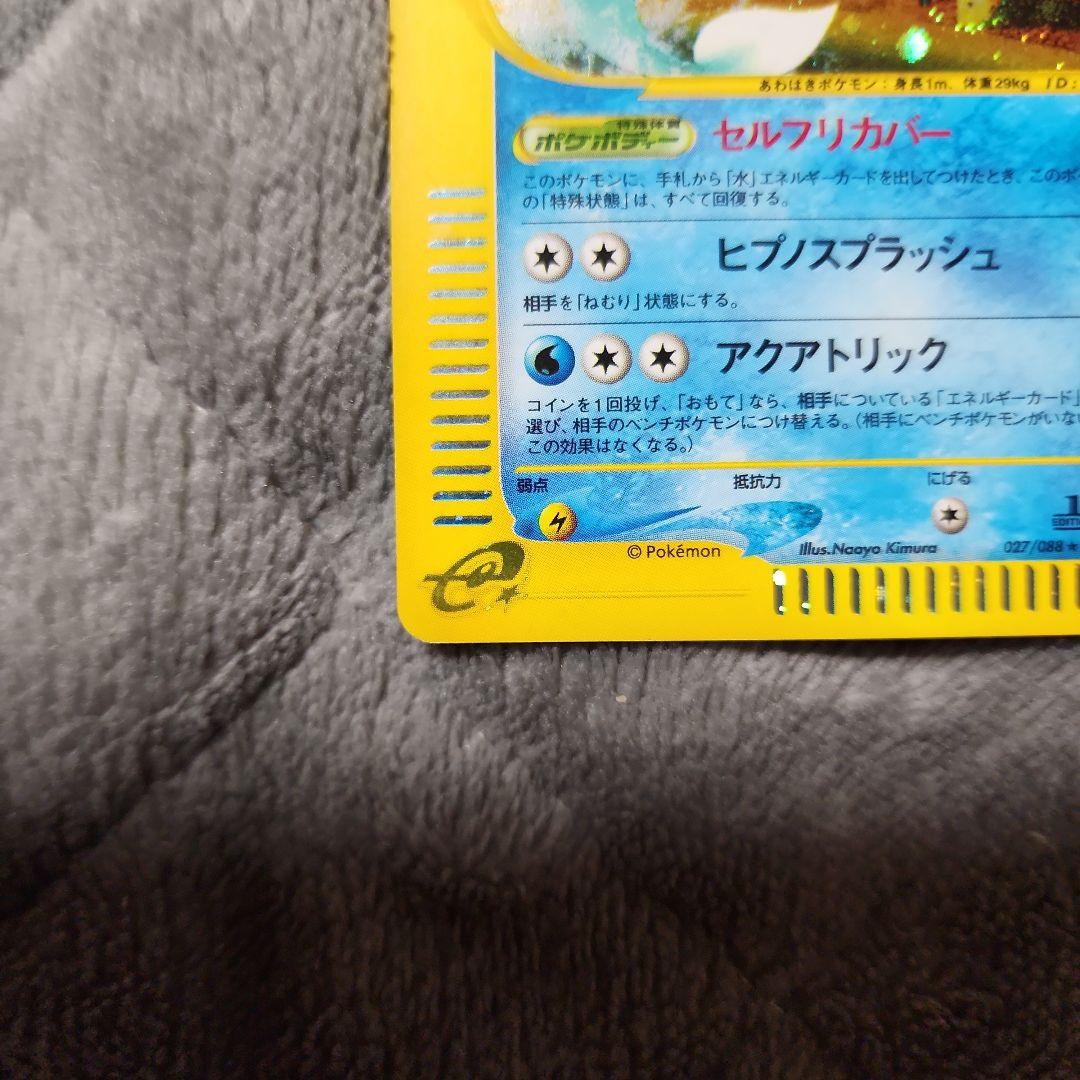 あわはきポケモン：身長1m、体重29kg ID:
特殊体質
ポケボディー セルフリカバー
このポケモンに、手札から「水」エネルギーカードを出してつけたとき、このポ
の「特殊状態」は、すべて回復する。
ヒプノスプラッシュ
相手を「ねむり」状態にする。
アクアトリック
コインを1回投げ、「おもて」なら、相手についている「エネルギーカード」
選び、相手のベンチポケモンにつけ替える。（相手にベンチポケモンがいな
この効果はなくなる。）
弱点 抵抗力 にげる
1
EDITI
© Pokémon Illus.Naoyo Kimura 027/088 ★
e